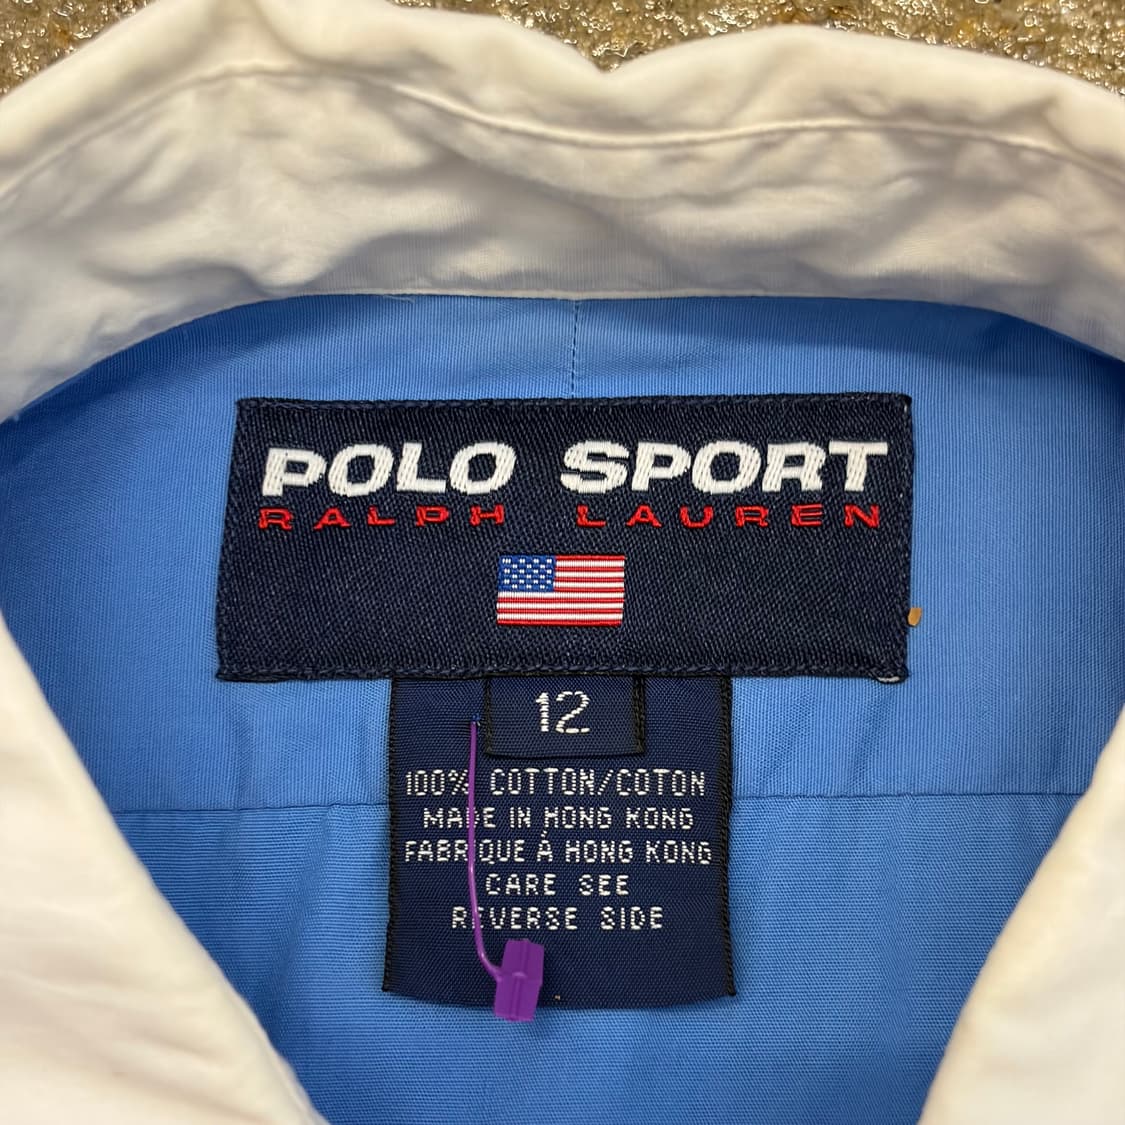 POLO SPORT
RALPH LAUREN
12
100% COTTON/COTON
MADE IN HONG KONG
FABRIQUE À HONG KONG
CARE SEE
REVERSE SIDE